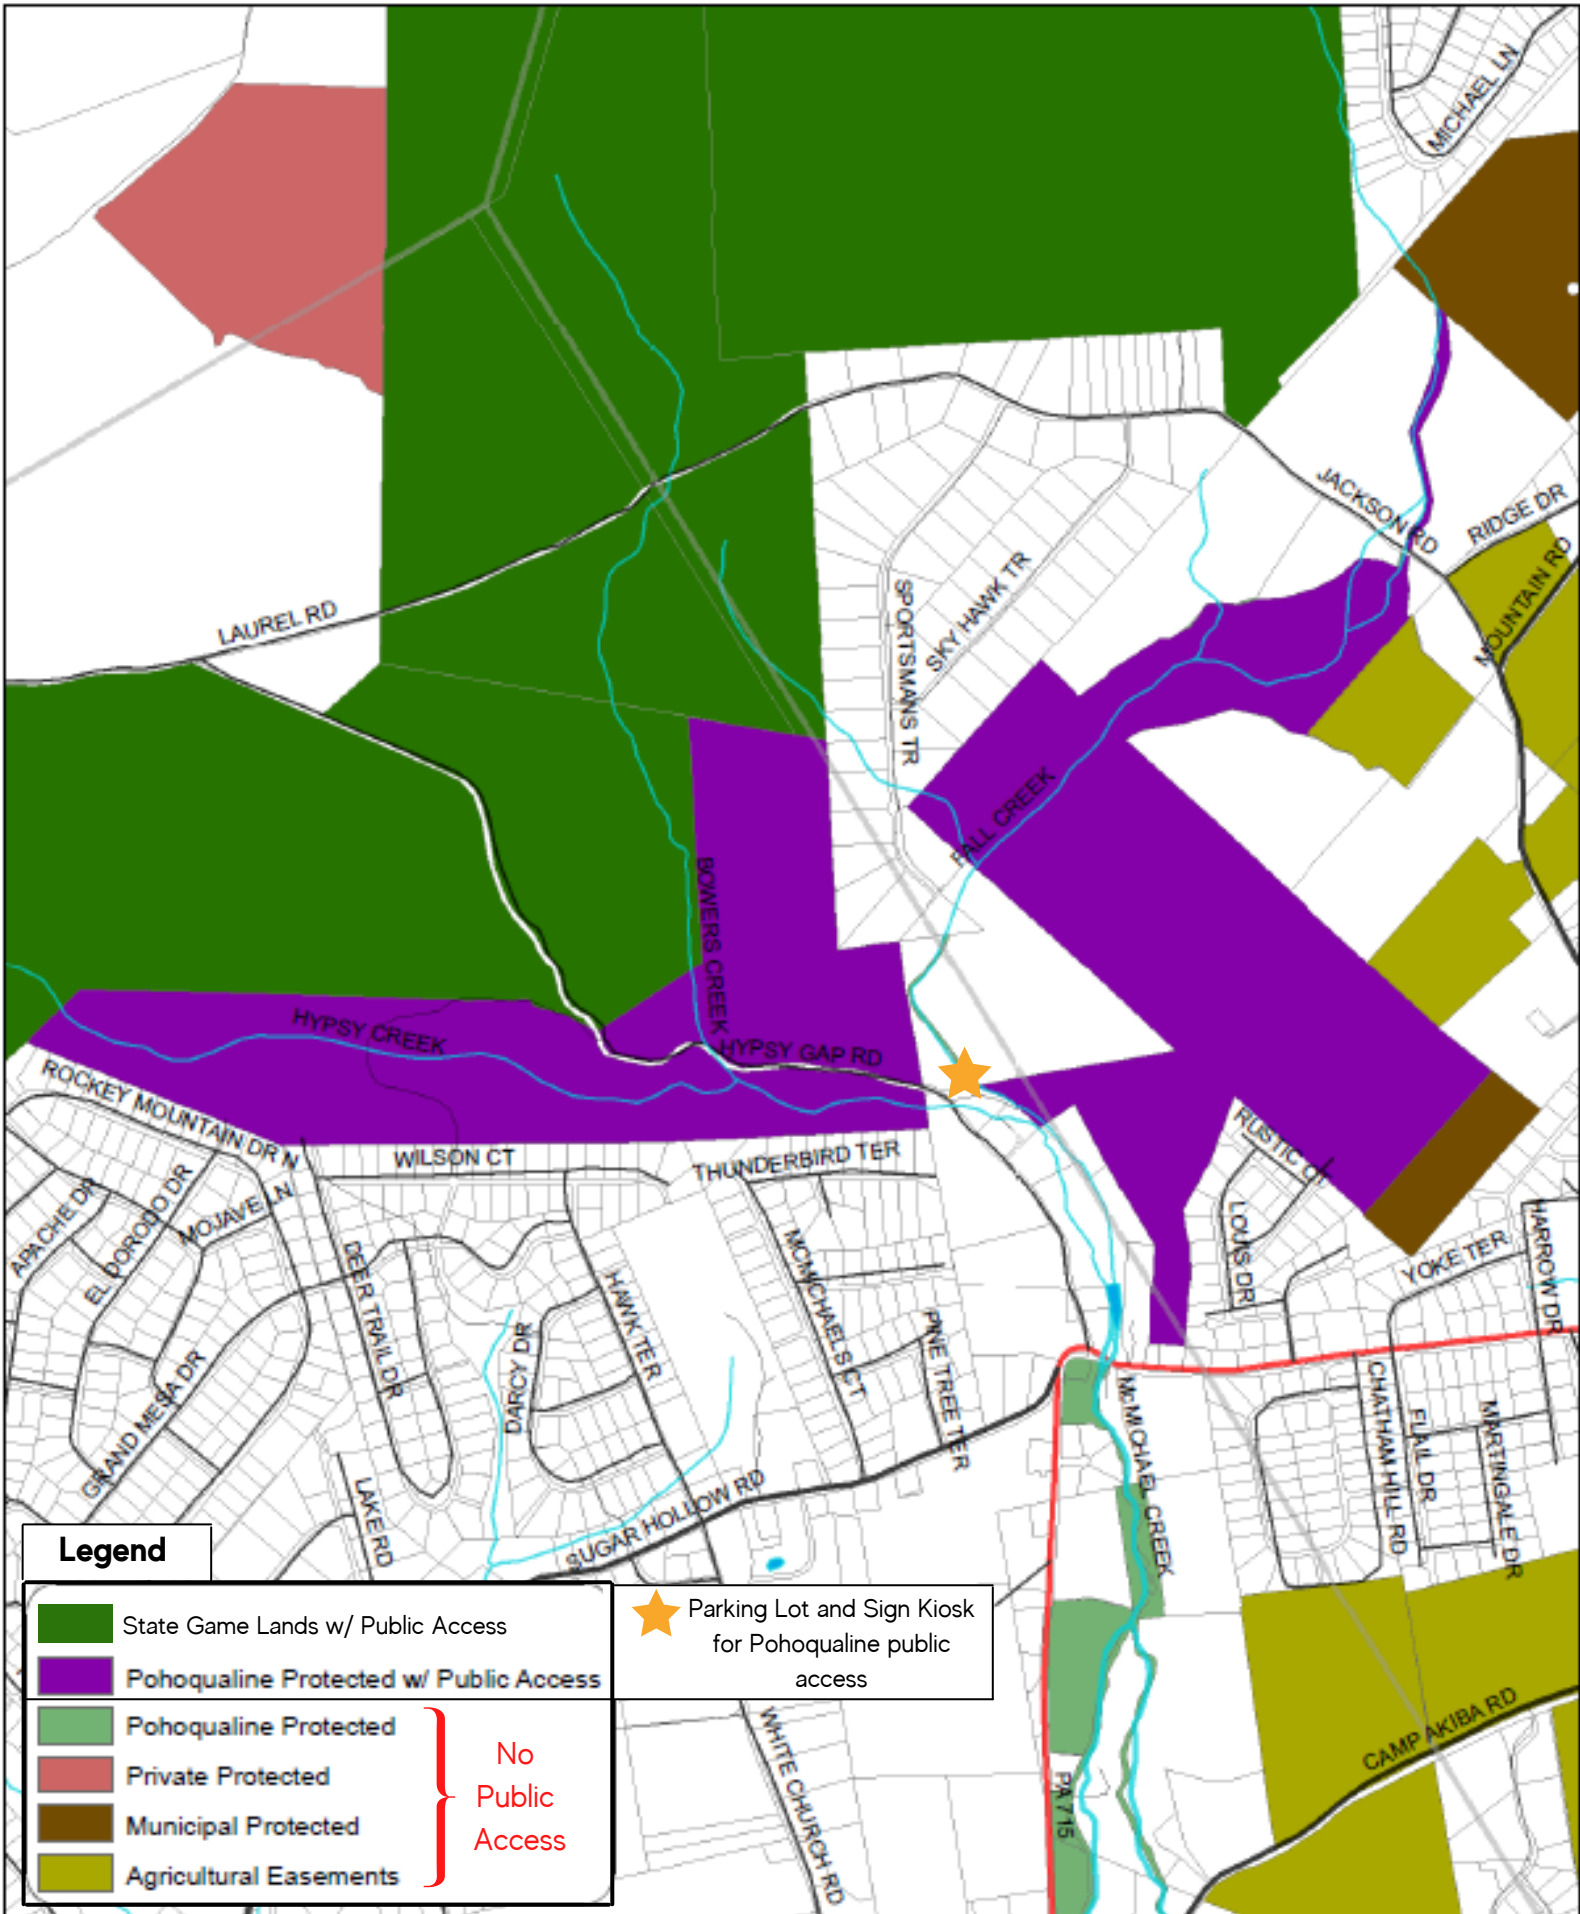 MICHAEL LN
JACKSON RD
RIDGE DR
MOUNTAIN RD
LAUREL RD
SPORTSMANS TR
SKY HAWK TR
FALL CREEK
BOWERS CREEK
HYPSY CREEK
HYPSY GAP RD
ROCKEY MOUNTAIN DR N
WILSON CT
THUNDERBIRD TER
RUSTIC CT
APACHE DR
EL DORODO DR
MOJAVE LN
DEER TRAIL DR
HAWK TER
MCMICHAELS CT
LOUIS DR
YOKE TER
HARROW DR
DARCY DR
PINE TREE TER
GRAND MESA DR
McMICHAEL CREEK
CHATHAM HILL RD
FLAIL DR
MARTINGALE DR
LAKE RD
SUGAR HOLLOW RD
CAMP AKIBA RD
WHITE CHURCH RD
PA 715
Legend
State Game Lands w/ Public Access
Pohoqualine Protected w/ Public Access
Pohoqualine Protected
Private Protected
Municipal Protected
Agricultural Easements
No
Public
Access
Parking Lot and Sign Kiosk
for Pohoqualine public
access